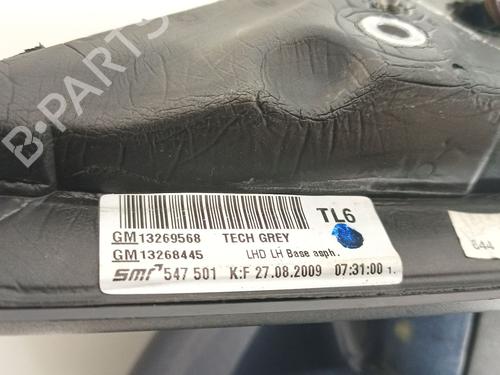 B-PARTS
TL6
GM 13269568 TECH GREY
GM 13268445 LHD LH Base asph.
smr 547 501 K:F 27.08.2009 07:31:00 1.
844